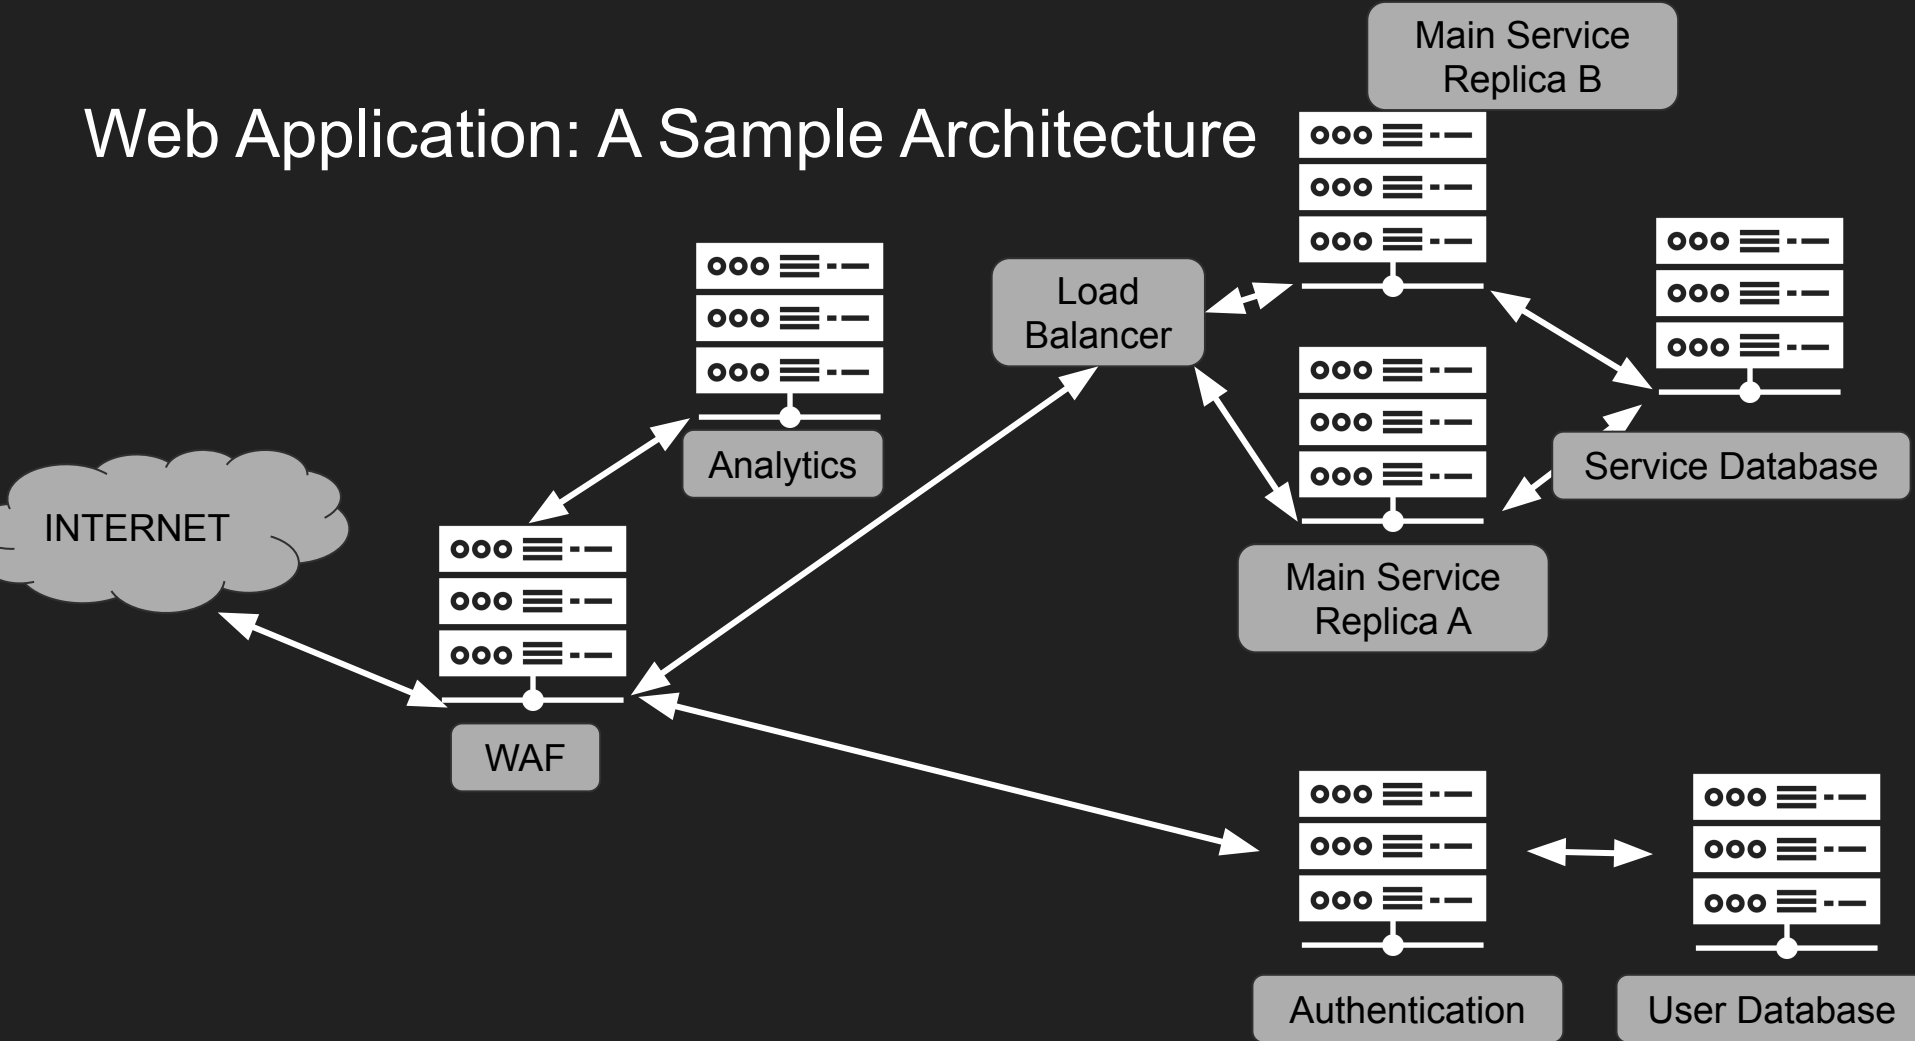 Main Service
Replica B
Web Application: A Sample Architecture
Load
Balancer
Analytics
Service Database
INTERNET
Main Service
Replica A
WAF
Authentication
User Database